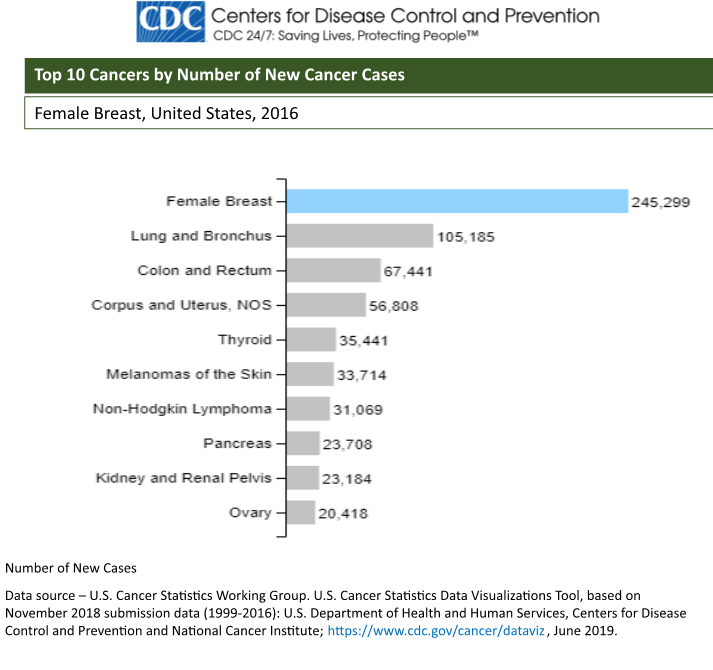 CDC Centers for Disease Control and Prevention
CDC 24/7: Saving Lives, Protecting People™
Top 10 Cancers by Number of New Cancer Cases
Female Breast, United States, 2016
Female Breast 245,299
Lung and Bronchus 105,185
Colon and Rectum 67,441
Corpus and Uterus, NOS 56,808
Thyroid 35,441
Melanomas of the Skin 33,714
Non-Hodgkin Lymphoma 31,069
Pancreas 23,708
Kidney and Renal Pelvis 23,184
Ovary 20,418
Number of New Cases
Data source – U.S. Cancer Statistics Working Group. U.S. Cancer Statistics Data Visualizations Tool, based on
November 2018 submission data (1999-2016): U.S. Department of Health and Human Services, Centers for Disease
Control and Prevention and National Cancer Institute; https://www.cdc.gov/cancer/dataviz, June 2019.